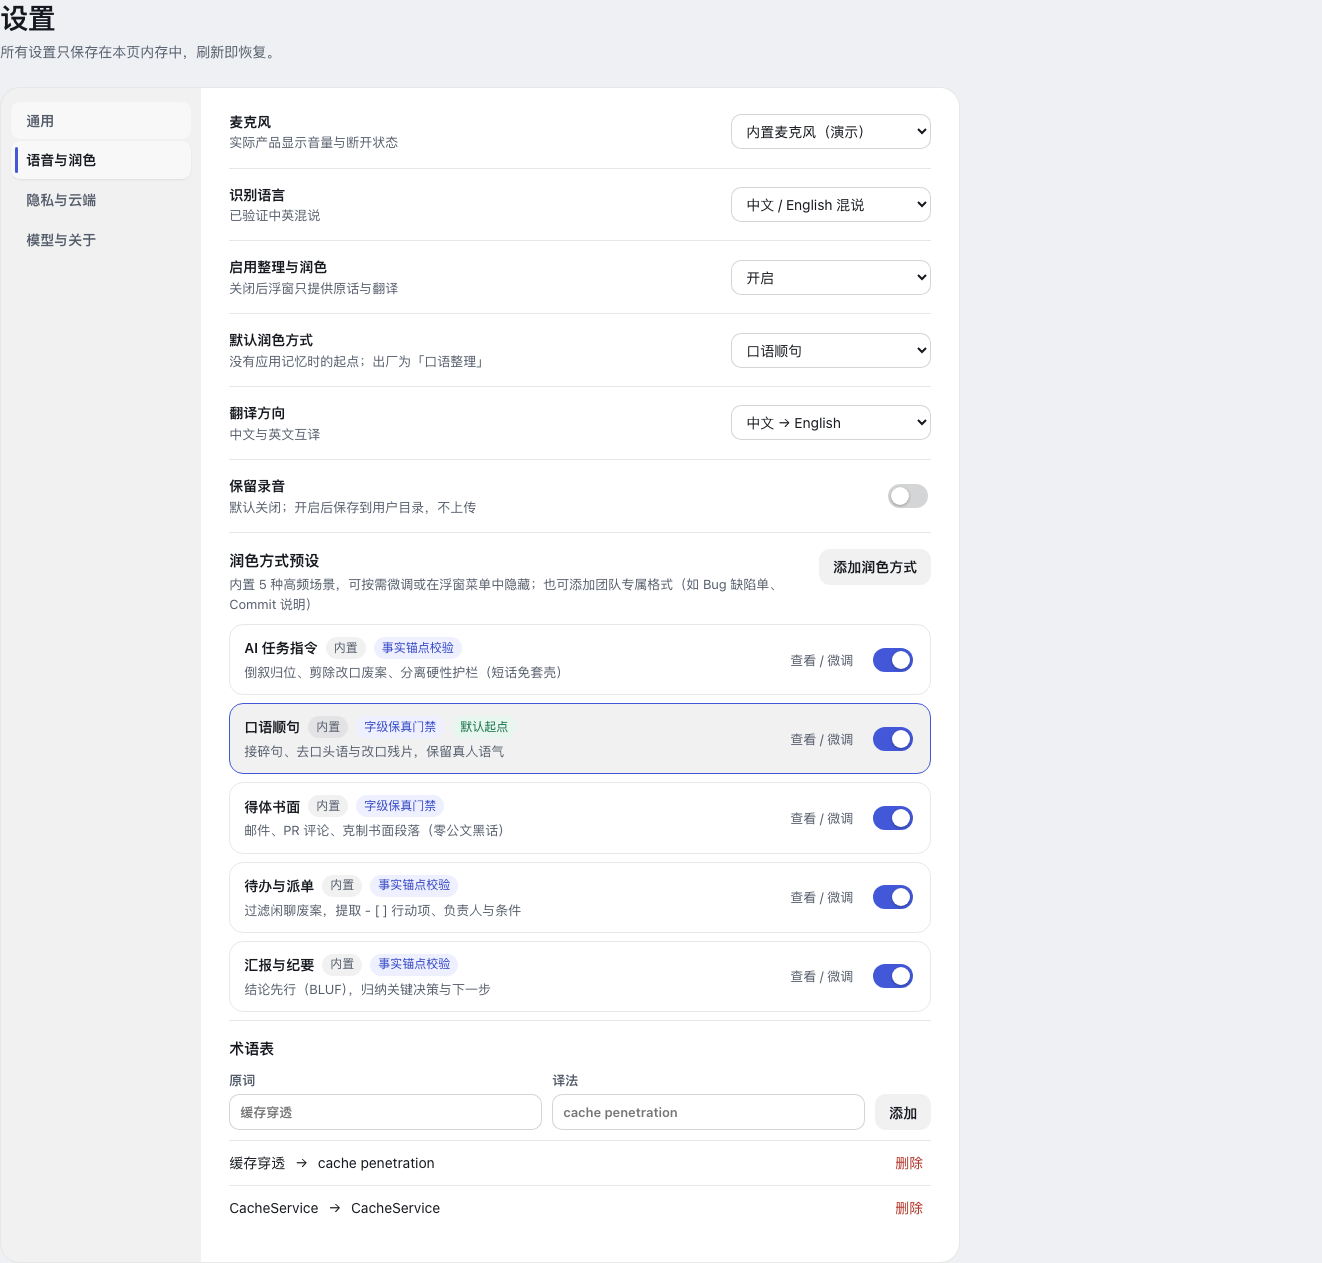 设置
所有设置只保存在本页内存中，刷新即恢复。
通用
语音与润色
隐私与云端
模型与关于
麦克风
实际产品显示音量与断开状态
内置麦克风（演示）
识别语言
已验证中英混说
中文 / English 混说
启用整理与润色
关闭后浮窗只提供原话与翻译
开启
默认润色方式
没有应用记忆时的起点；出厂为「口语整理」
口语顺句
翻译方向
中文与英文互译
中文 → English
保留录音
默认关闭；开启后保存到用户目录，不上传
润色方式预设
内置 5 种高频场景，可按需微调或在浮窗菜单中隐藏；也可添加团队专属格式（如 Bug 缺陷单、
Commit 说明）
添加润色方式
AI 任务指令 内置 事实锚点校验
倒叙归位、剪除改口废案、分离硬性护栏（短话免套壳）
查看 / 微调
口语顺句 内置 字级保真门禁 默认起点
接碎句、去口头语与改口残片，保留真人语气
查看 / 微调
得体书面 内置 字级保真门禁
邮件、PR 评论、克制书面段落（零公文黑话）
查看 / 微调
待办与派单 内置 事实锚点校验
过滤闲聊废案，提取 - [ ] 行动项、负责人与条件
查看 / 微调
汇报与纪要 内置 事实锚点校验
结论先行（BLUF），归纳关键决策与下一步
查看 / 微调
术语表
原词 译法
缓存穿透 cache penetration 添加
缓存穿透 → cache penetration 删除
CacheService → CacheService 删除